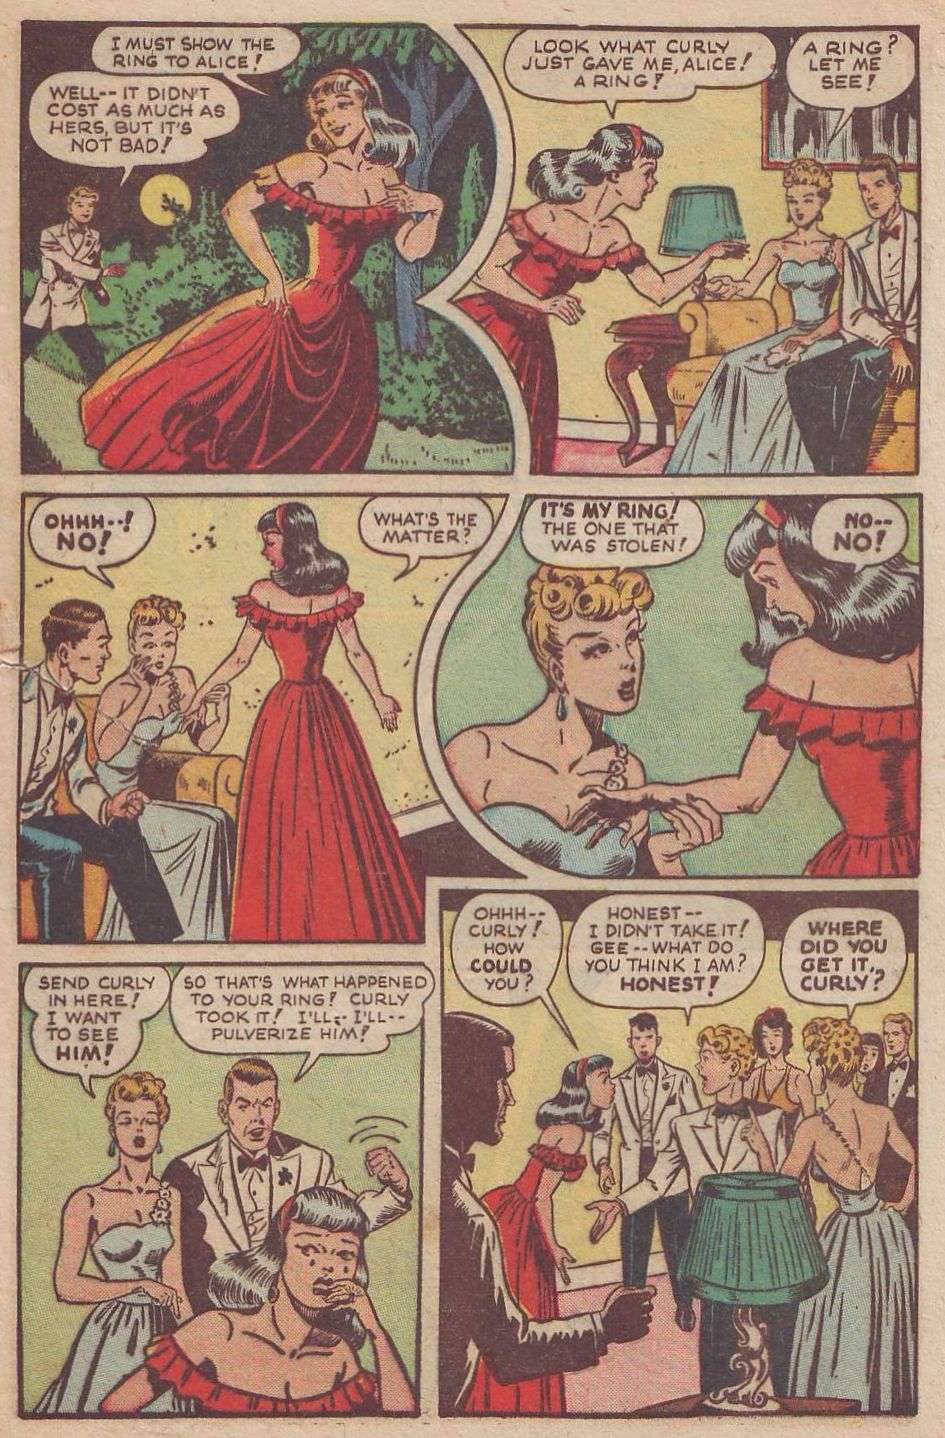 I MUST SHOW THE
RING TO ALICE!
WELL-- IT DIDN'T
COST AS MUCH AS
HERS, BUT IT'S
NOT BAD!
LOOK WHAT CURLY
JUST GAVE ME, ALICE!
A RING!
A RING?
LET ME
SEE!
OHHH--!
NO!
WHAT'S THE
MATTER?
IT'S MY RING!
THE ONE THAT
WAS STOLEN!
NO--
NO!
SEND CURLY
IN HERE!
I WANT
TO SEE
HIM!
SO THAT'S WHAT HAPPENED
TO YOUR RING! CURLY
TOOK IT! I'LL-- I'LL--
PULVERIZE HIM!
OHHH--
CURLY!
HOW
COULD
YOU?
HONEST--
I DIDN'T TAKE IT!
GEE -- WHAT DO
YOU THINK I AM?
HONEST!
WHERE
DID YOU
GET IT,
CURLY?